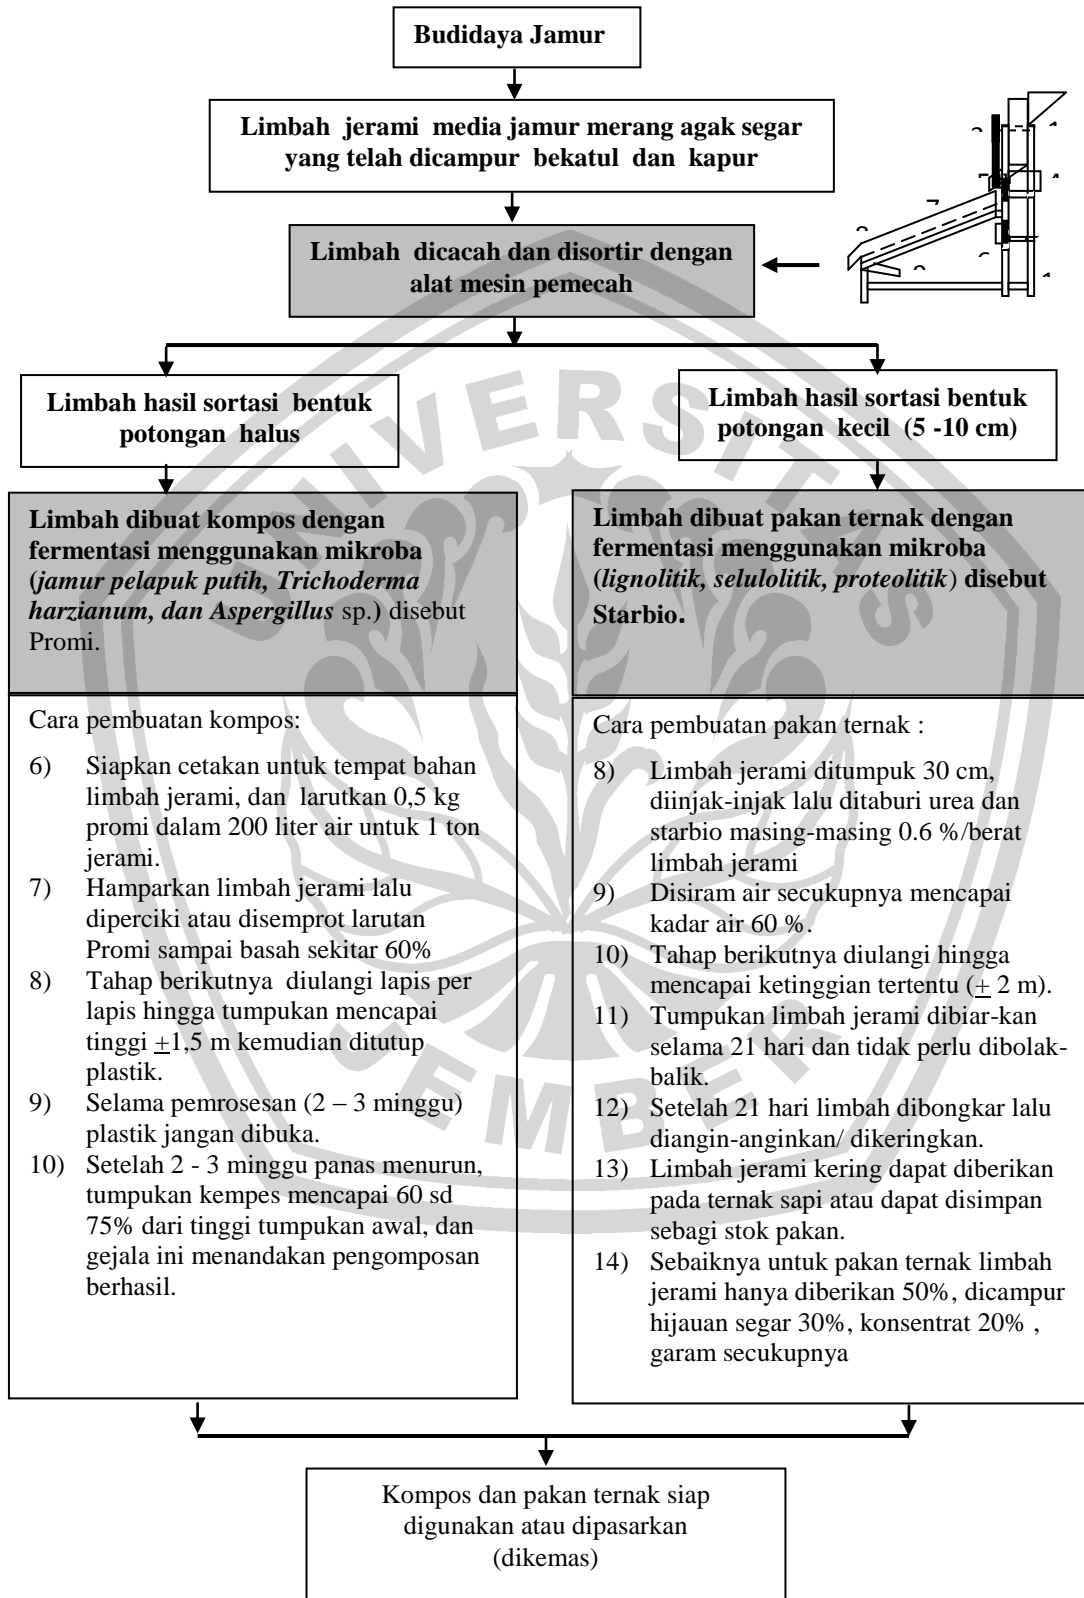 Budidaya Jamur
Limbah jerami media jamur merang agak segar
yang telah dicampur bekatul dan kapur
Limbah dicacah dan disortir dengan
alat mesin pemecah
Limbah hasil sortasi bentuk
potongan halus
Limbah hasil sortasi bentuk
potongan kecil (5 -10 cm)
Limbah dibuat kompos dengan
fermentasi menggunakan mikroba
(jamur pelapuk putih, Trichoderma
harzianum, dan Aspergillus sp.) disebut
Promi.
Cara pembuatan kompos:
6) Siapkan cetakan untuk tempat bahan
limbah jerami, dan larutkan 0,5 kg
promi dalam 200 liter air untuk 1 ton
jerami.
7) Hamparkan limbah jerami lalu
diperciki atau disemprot larutan
Promi sampai basah sekitar 60%
8) Tahap berikutnya diulangi lapis per
lapis hingga tumpukan mencapai
tinggi ±1,5 m kemudian ditutup
plastik.
9) Selama pemrosesan (2 – 3 minggu)
plastik jangan dibuka.
10) Setelah 2 - 3 minggu panas menurun,
tumpukan kempes mencapai 60 sd
75% dari tinggi tumpukan awal, dan
gejala ini menandakan pengomposan
berhasil.
Limbah dibuat pakan ternak dengan
fermentasi menggunakan mikroba
(lignolitik, selulolitik, proteolitik) disebut
Starbio.
Cara pembuatan pakan ternak :
8) Limbah jerami ditumpuk 30 cm,
diinjak-injak lalu ditaburi urea dan
starbio masing-masing 0.6 %/berat
limbah jerami
9) Disiram air secukupnya mencapai
kadar air 60 %.
10) Tahap berikutnya diulangi hingga
mencapai ketinggian tertentu (± 2 m).
11) Tumpukan limbah jerami dibiar-kan
selama 21 hari dan tidak perlu dibolak-
balik.
12) Setelah 21 hari limbah dibongkar lalu
diangin-anginkan/ dikeringkan.
13) Limbah jerami kering dapat diberikan
pada ternak sapi atau dapat disimpan
sebagi stok pakan.
14) Sebaiknya untuk pakan ternak limbah
jerami hanya diberikan 50%, dicampur
hijauan segar 30%, konsentrat 20% ,
garam secukupnya
Kompos dan pakan ternak siap
digunakan atau dipasarkan
(dikemas)
UNIVERSITAS
JEMBER